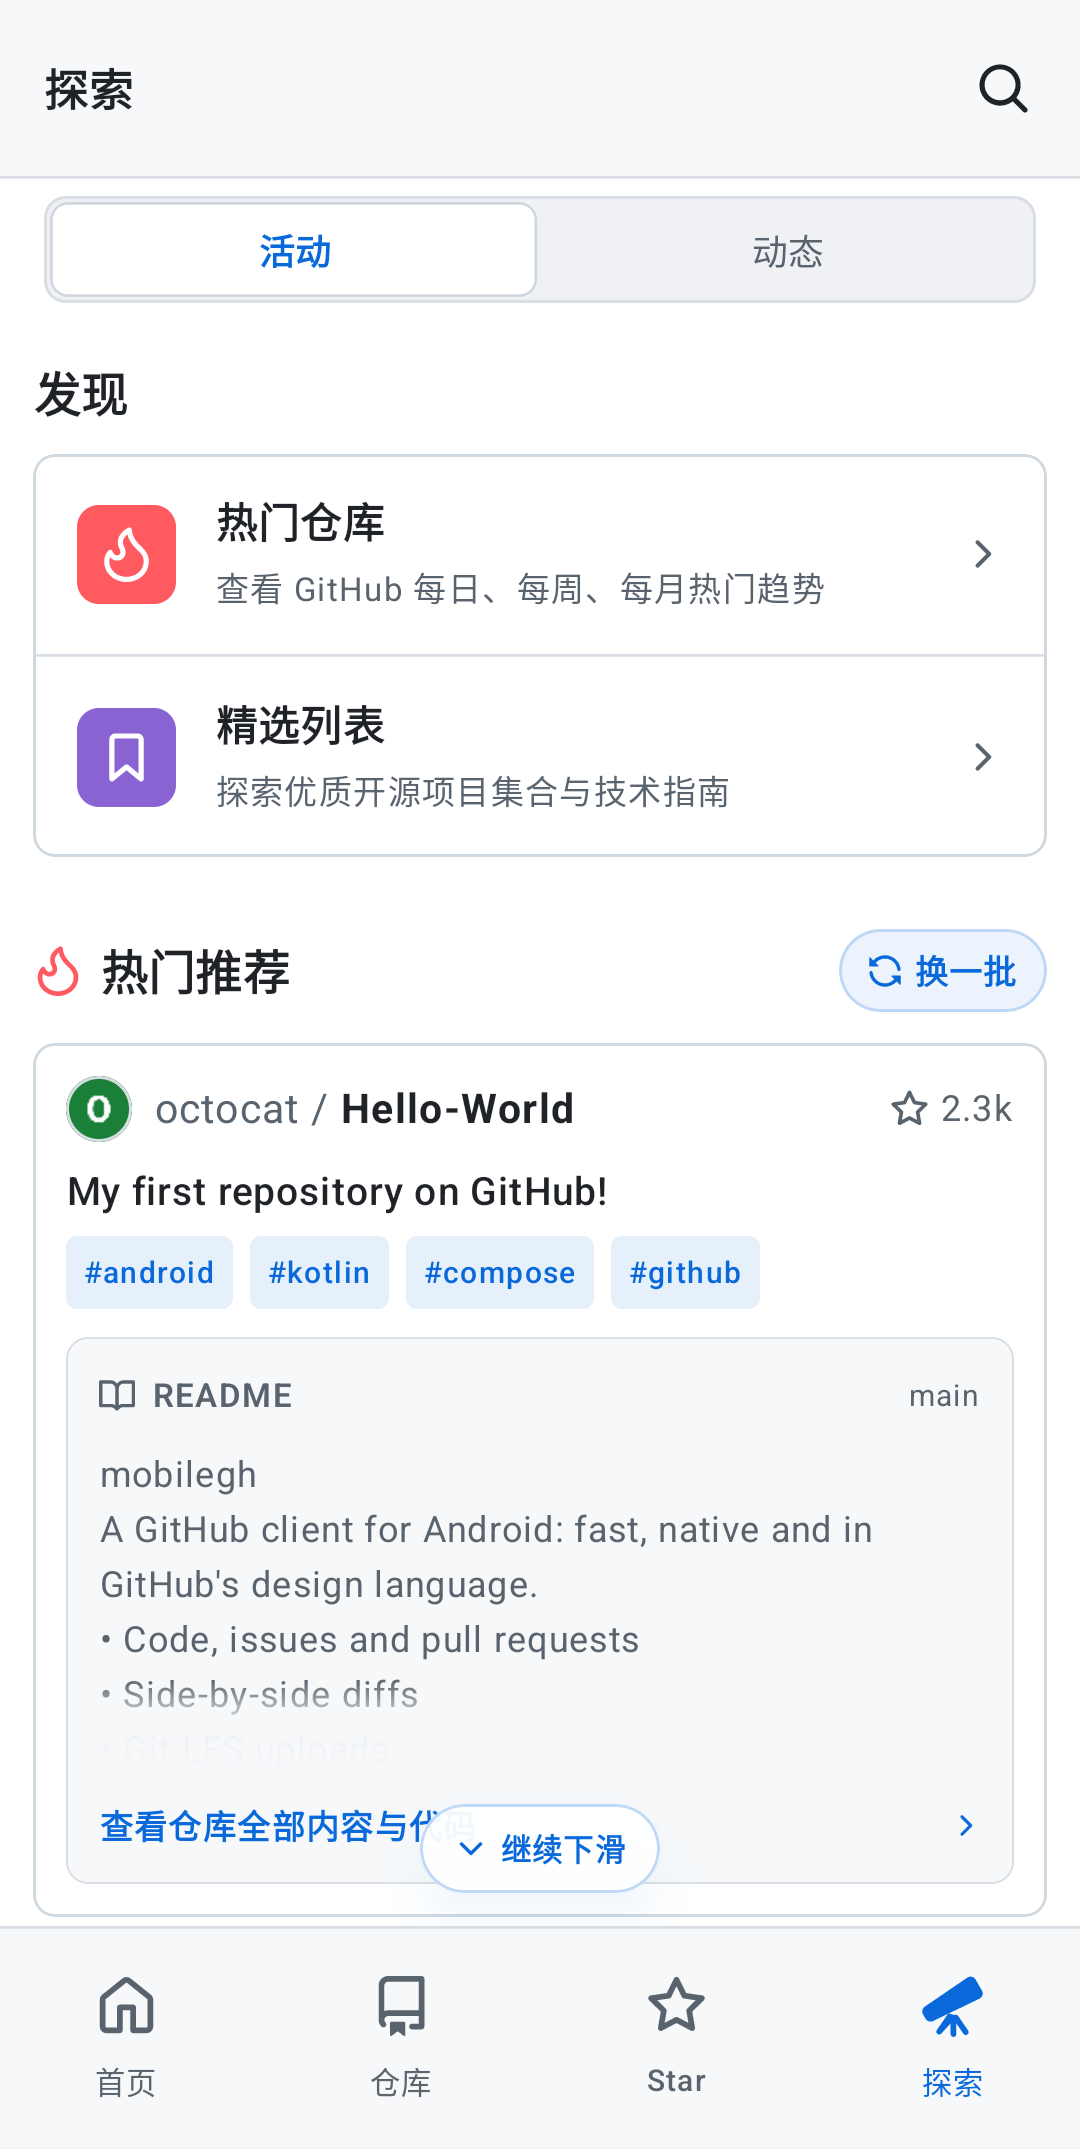 探索
活动
动态
发现
热门仓库
查看 GitHub 每日、每周、每月热门趋势
精选列表
探索优质开源项目集合与技术指南
热门推荐
换一批
octocat / Hello-World
2.3k
My first repository on GitHub!
#android #kotlin #compose #github
README
main
mobilegh
A GitHub client for Android: fast, native and in
GitHub's design language.
• Code, issues and pull requests
• Side-by-side diffs
• Git LFS uploads
查看仓库全部内容与代码
继续下滑
首页
仓库
Star
探索